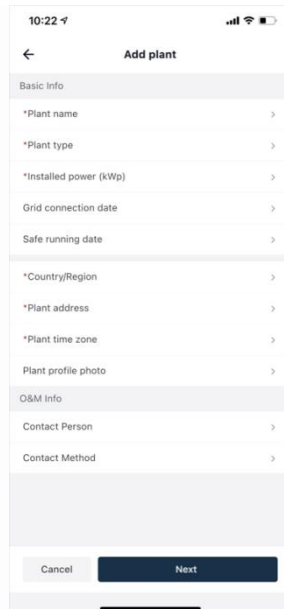 10:22
Add plant
Basic Info
*Plant name
*Plant type
*Installed power (kWp)
Grid connection date
Safe running date
*Country/Region
*Plant address
*Plant time zone
Plant profile photo
O&M Info
Contact Person
Contact Method
Cancel Next